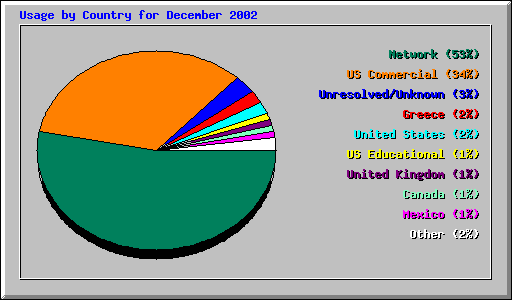 Usage by Country for December 2002
Network (53%)
US Commercial (34%)
Unresolved/Unknown (3%)
Greece (2%)
United States (2%)
US Educational (1%)
United Kingdom (1%)
Canada (1%)
Mexico (1%)
Other (2%)